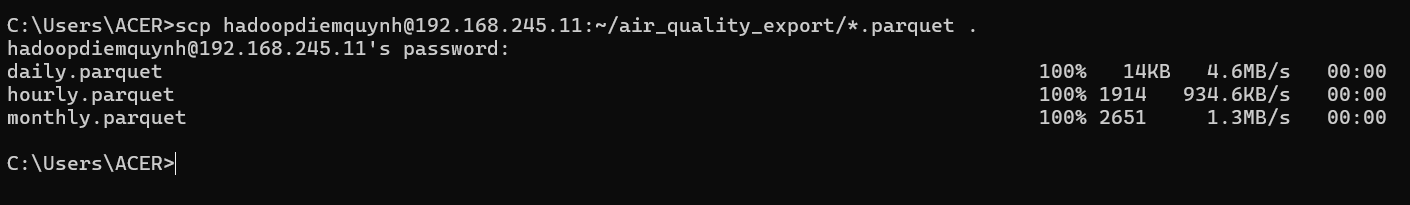 C:\Users\ACER>scp hadoopdiemquynh@192.168.245.11:~/air_quality_export/*.parquet .
hadoopdiemquynh@192.168.245.11's password:
daily.parquet 100% 14KB 4.6MB/s 00:00
hourly.parquet 100% 1914 934.6KB/s 00:00
monthly.parquet 100% 2651 1.3MB/s 00:00
C:\Users\ACER>